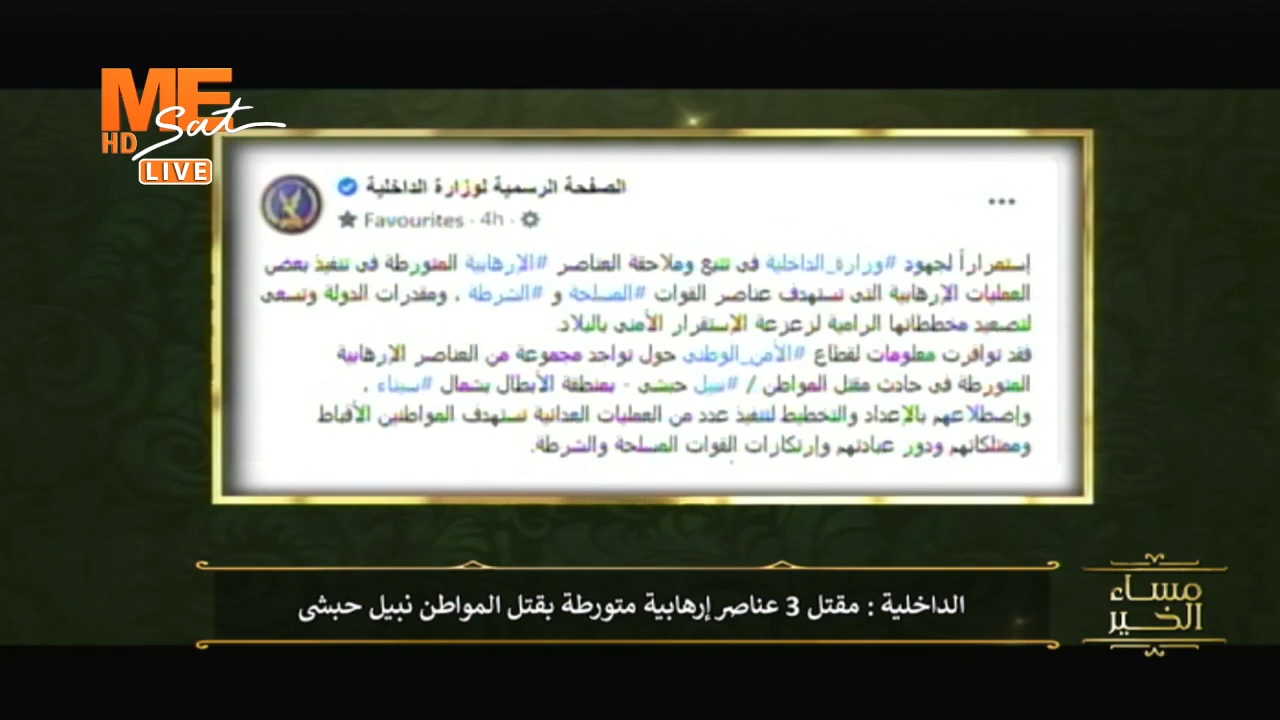 ME
Sat
HD
LIVE
الصفحة الرسمية لوزارة الداخلية
Favourites · 4h ·
إستمراراً لجهود #وزارة_الداخلية فى تتبع وملاحقة العناصر #الإرهابية المتورطة فى تنفيذ بعض
العمليات الإرهابية التى تستهدف عناصر القوات #المسلحة و #الشرطة ، ومقدرات الدولة وتسعى
لتصعيد مخططاتها الرامية لزعزعة الإستقرار الأمنى بالبلاد.
فقد توافرت معلومات لقطاع #الأمن_الوطنى حول تواجد مجموعة من العناصر الإرهابية
المتورطة فى حادث مقتل المواطن / #نبيل حبشى - بمنطقة الأبطال بشمال #سيناء ،
وإضطلاعهم بالإعداد والتخطيط لتنفيذ عدد من العمليات العدائية تستهدف المواطنين الأقباط
وممتلكاتهم ودور عبادتهم وإرتكازات القوات المسلحة والشرطة.
الداخلية : مقتل 3 عناصر إرهابية متورطة بقتل المواطن نبيل حبشى
مساء
الخير